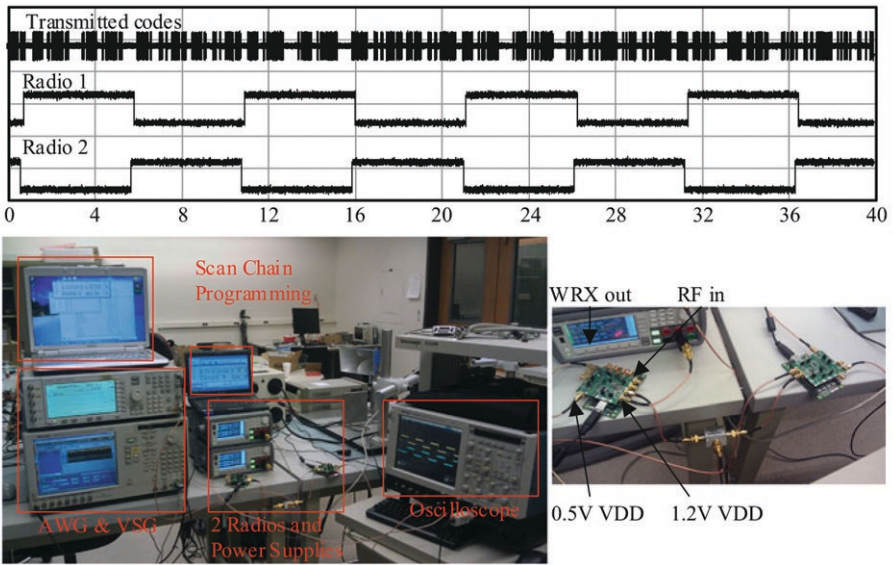 Transmitted codes
Radio 1
Radio 2
0 4 8 12 16 20 24 28 32 36 40
Scan Chain
Programming
AWG & VSG
2 Radios and
Power Supplies
Oscilloscope
WRX out
RF in
0.5V VDD
1.2V VDD